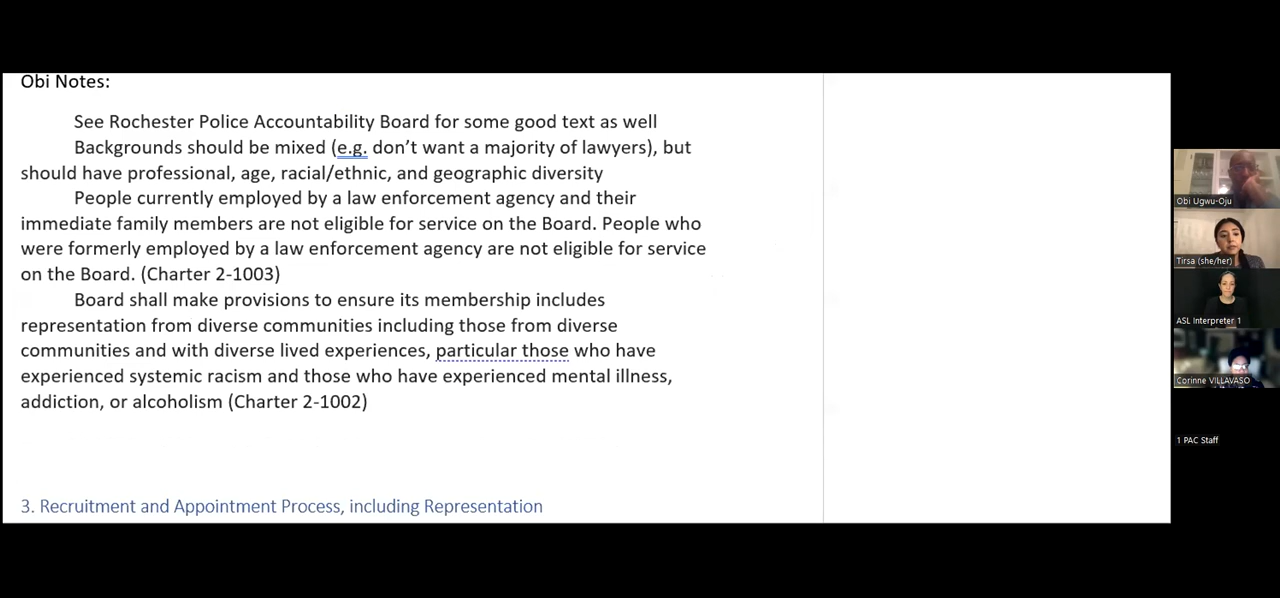 Obi Notes:
See Rochester Police Accountability Board for some good text as well
Backgrounds should be mixed (e.g. don’t want a majority of lawyers), but
should have professional, age, racial/ethnic, and geographic diversity
People currently employed by a law enforcement agency and their
immediate family members are not eligible for service on the Board. People who
were formerly employed by a law enforcement agency are not eligible for service
on the Board. (Charter 2-1003)
Board shall make provisions to ensure its membership includes
representation from diverse communities including those from diverse
communities and with diverse lived experiences, particular those who have
experienced systemic racism and those who have experienced mental illness,
addiction, or alcoholism (Charter 2-1002)
3. Recruitment and Appointment Process, including Representation
Obi Ugwu-Oju
Tirsa (she/her)
ASL Interpreter 1
Corinne VILLAVASO
1 PAC Staff